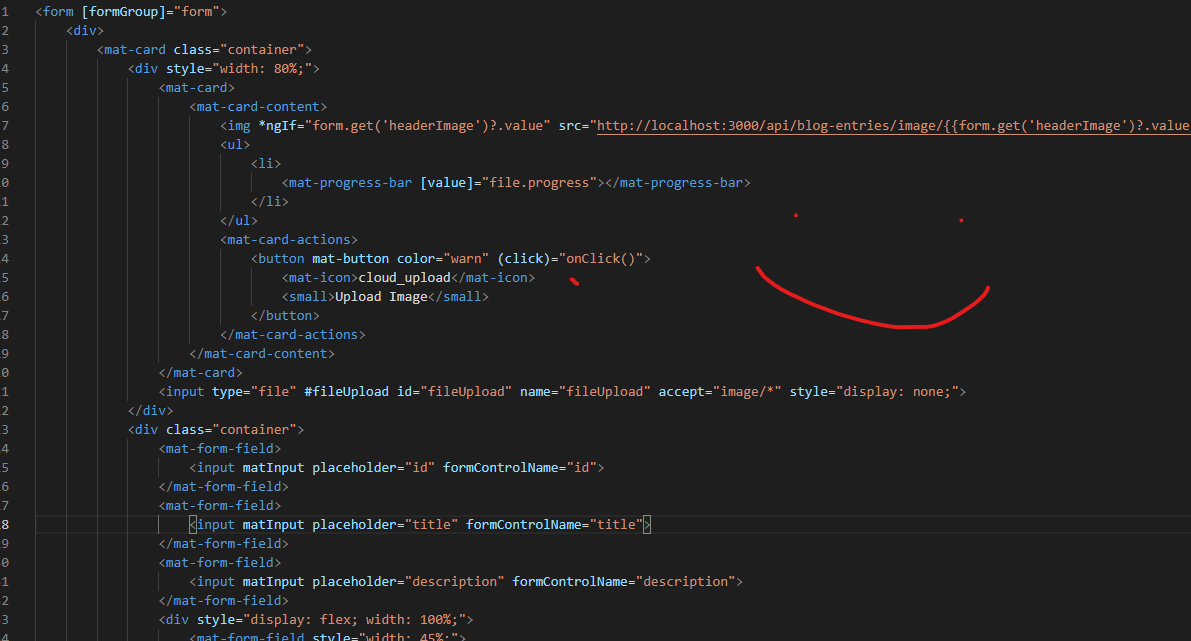 1 <form [formGroup]="form">
2 <div>
3 <mat-card class="container">
4 <div style="width: 80%;">
5 <mat-card>
6 <mat-card-content>
7 <img *ngIf="form.get('headerImage')?.value" src="http://localhost:3000/api/blog-entries/image/{{form.get('headerImage')?.value
8 <ul>
9 <li>
0 <mat-progress-bar [value]="file.progress"></mat-progress-bar>
1 </li>
2 </ul>
3 <mat-card-actions>
4 <button mat-button color="warn" (click)="onClick()">
5 <mat-icon>cloud_upload</mat-icon>
6 <small>Upload Image</small>
7 </button>
8 </mat-card-actions>
9 </mat-card-content>
0 </mat-card>
1 <input type="file" #fileUpload id="fileUpload" name="fileUpload" accept="image/*" style="display: none;">
2 </div>
3 <div class="container">
4 <mat-form-field>
5 <input matInput placeholder="id" formControlName="id">
6 </mat-form-field>
7 <mat-form-field>
8 <input matInput placeholder="title" formControlName="title">
9 </mat-form-field>
0 <mat-form-field>
1 <input matInput placeholder="description" formControlName="description">
2 </mat-form-field>
3 <div style="display: flex; width: 100%;">
4 <mat-form-field style="width: 45%;">